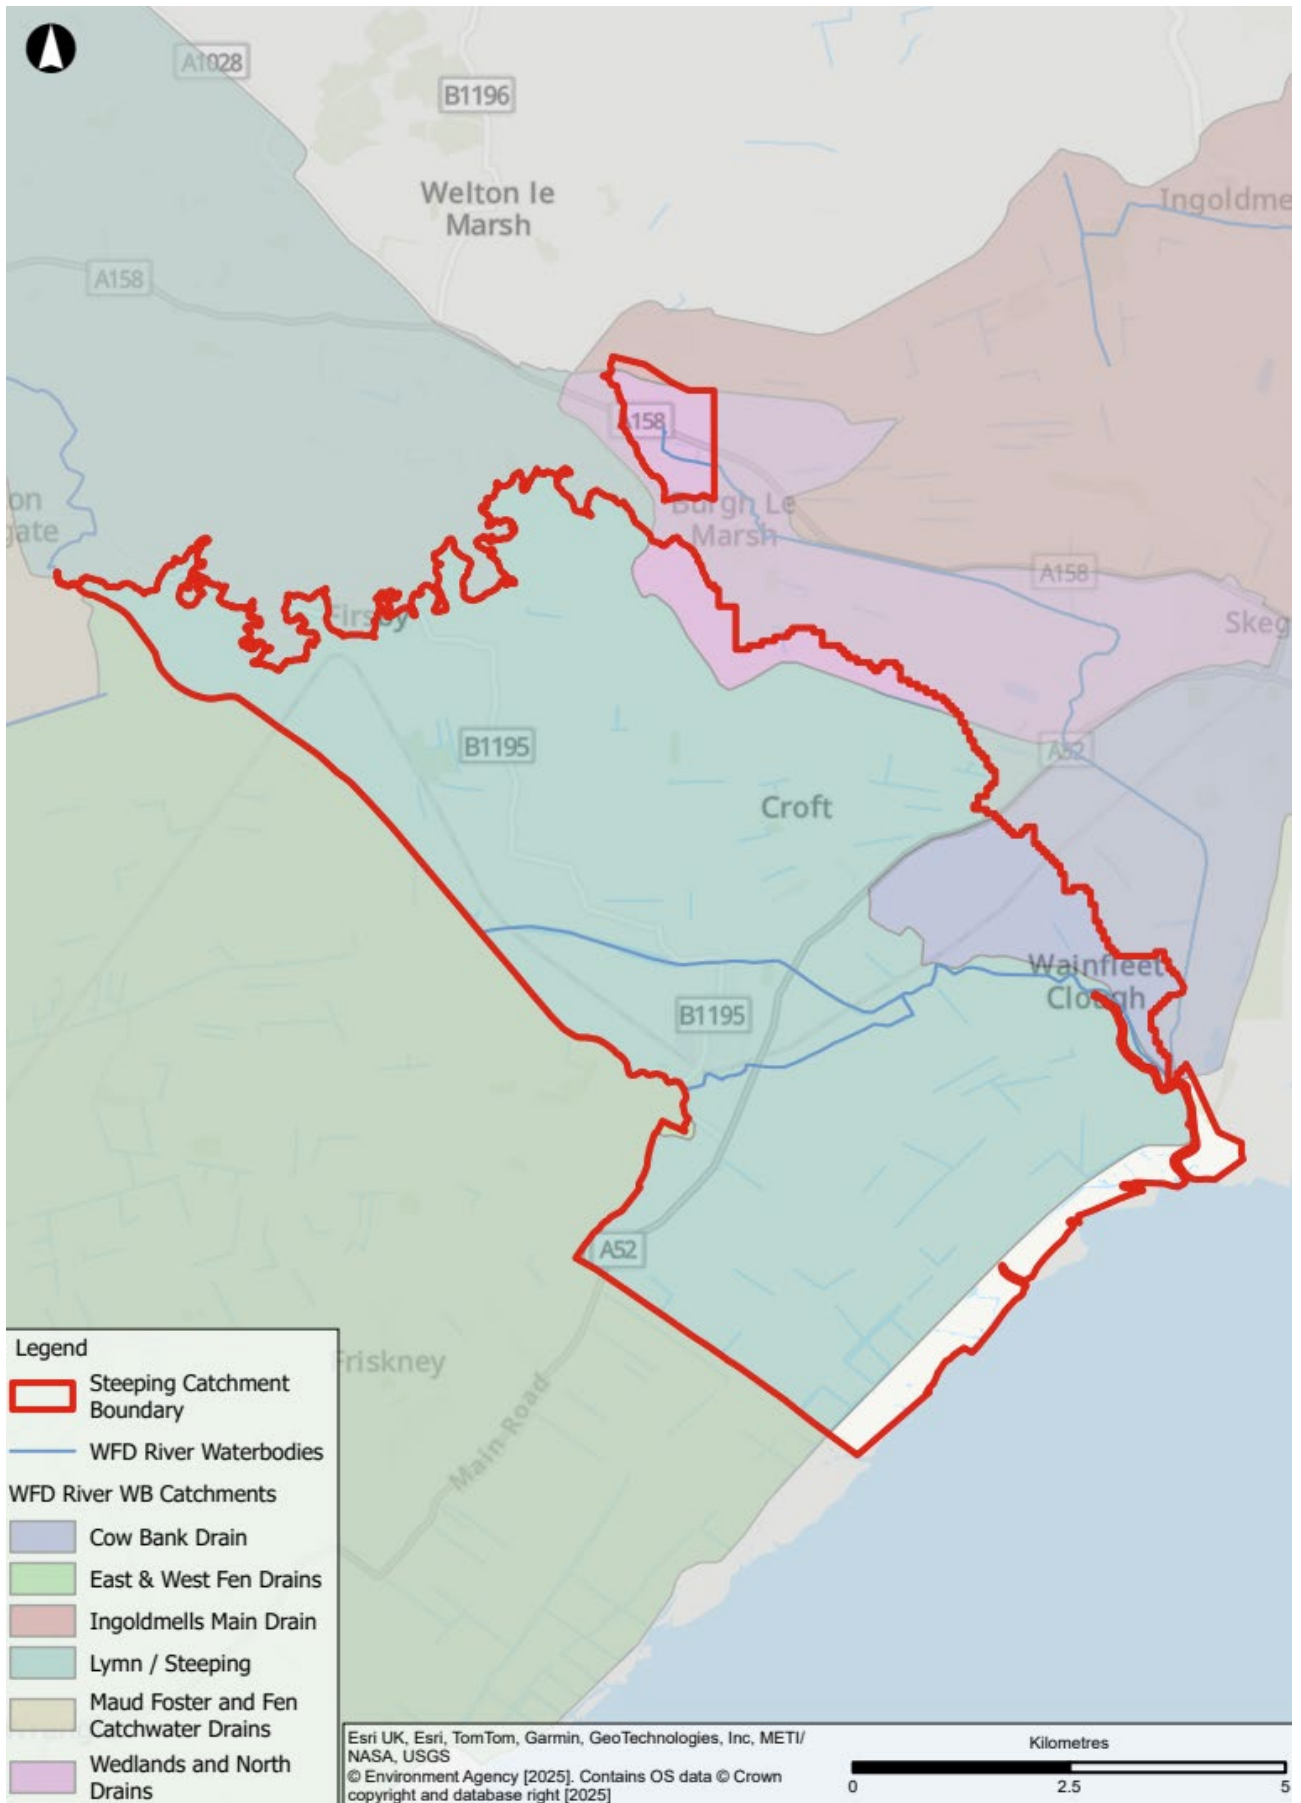 A1028
B1196
Welton le
Marsh
Ingoldme
A158
A158
on
gate
Burgh Le
Marsh
A158
Skeg
Firsby
B1195
A52
Croft
Wainfleet
Clough
B1195
A52
Friskney
Main Road
Legend
Steeping Catchment
Boundary
WFD River Waterbodies
WFD River WB Catchments
Cow Bank Drain
East & West Fen Drains
Ingoldmells Main Drain
Lymn / Steeping
Maud Foster and Fen
Catchwater Drains
Wedlands and North
Drains
Esri UK, Esri, TomTom, Garmin, GeoTechnologies, Inc, METI/
NASA, USGS
© Environment Agency [2025]. Contains OS data © Crown
copyright and database right [2025]
Kilometres
0 2.5 5